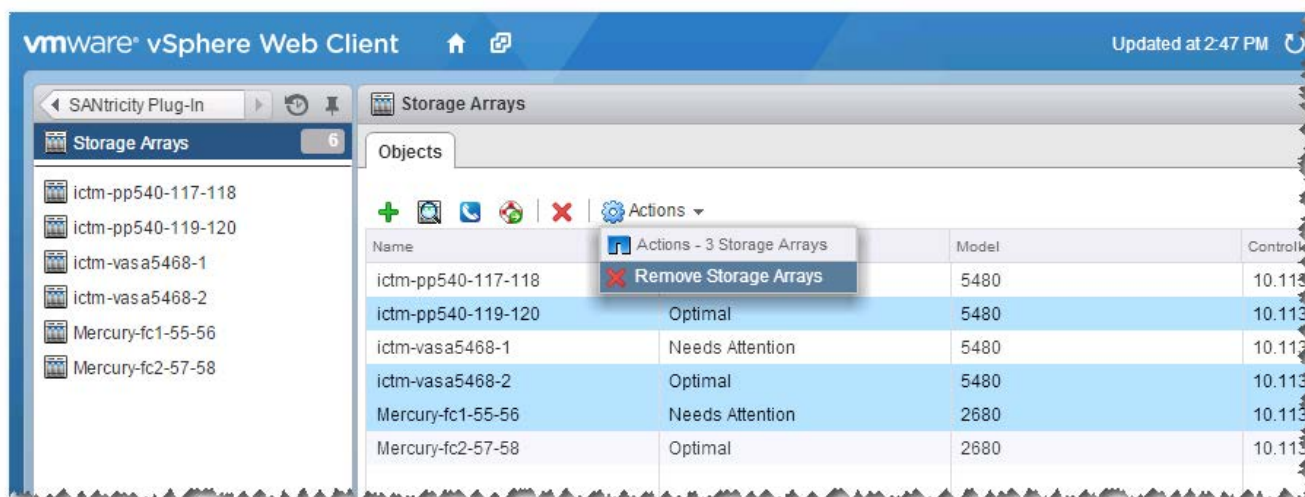 vmware® vSphere Web Client
Updated at 2:47 PM
SANtricity Plug-In
Storage Arrays 6
ictm-pp540-117-118
ictm-pp540-119-120
ictm-vasa5468-1
ictm-vasa5468-2
Mercury-fc1-55-56
Mercury-fc2-57-58
Storage Arrays
Objects
Actions
Actions - 3 Storage Arrays
Remove Storage Arrays
Name Model
ictm-pp540-117-118 5480
ictm-pp540-119-120 Optimal 5480
ictm-vasa5468-1 Needs Attention 5480
ictm-vasa5468-2 Optimal 5480
Mercury-fc1-55-56 Needs Attention 2680
Mercury-fc2-57-58 Optimal 2680